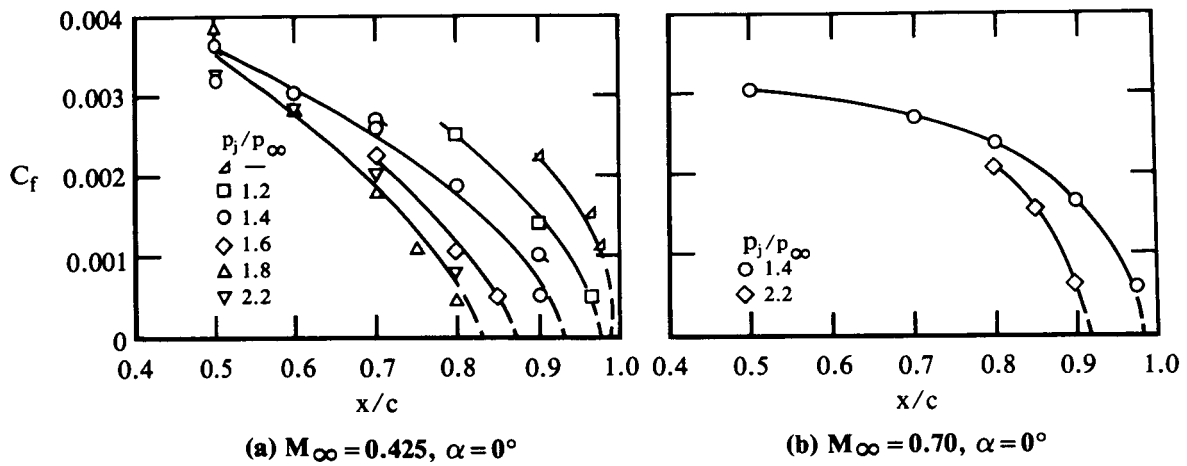 0.004
0.003
0.002
0.001
0
C_f
p_j/p_∞
—
1.2
1.4
1.6
1.8
2.2
0.4 0.5 0.6 0.7 0.8 0.9 1.0
x/c
(a) M_∞ = 0.425, α = 0°
p_j/p_∞
1.4
2.2
0.4 0.5 0.6 0.7 0.8 0.9 1.0
x/c
(b) M_∞ = 0.70, α = 0°